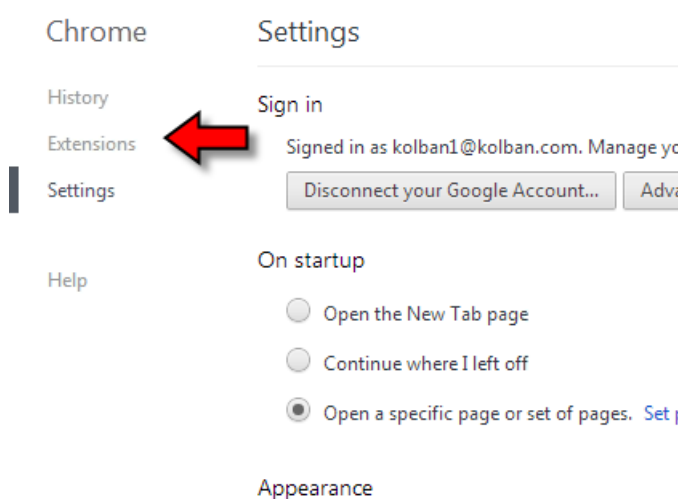 Chrome
History
Extensions
Settings
Help
Settings
Sign in
Signed in as kolban1@kolban.com. Manage
Disconnect your Google Account...
On startup
Open the New Tab page
Continue where I left off
Open a specific page or set of pages. Set
Appearance